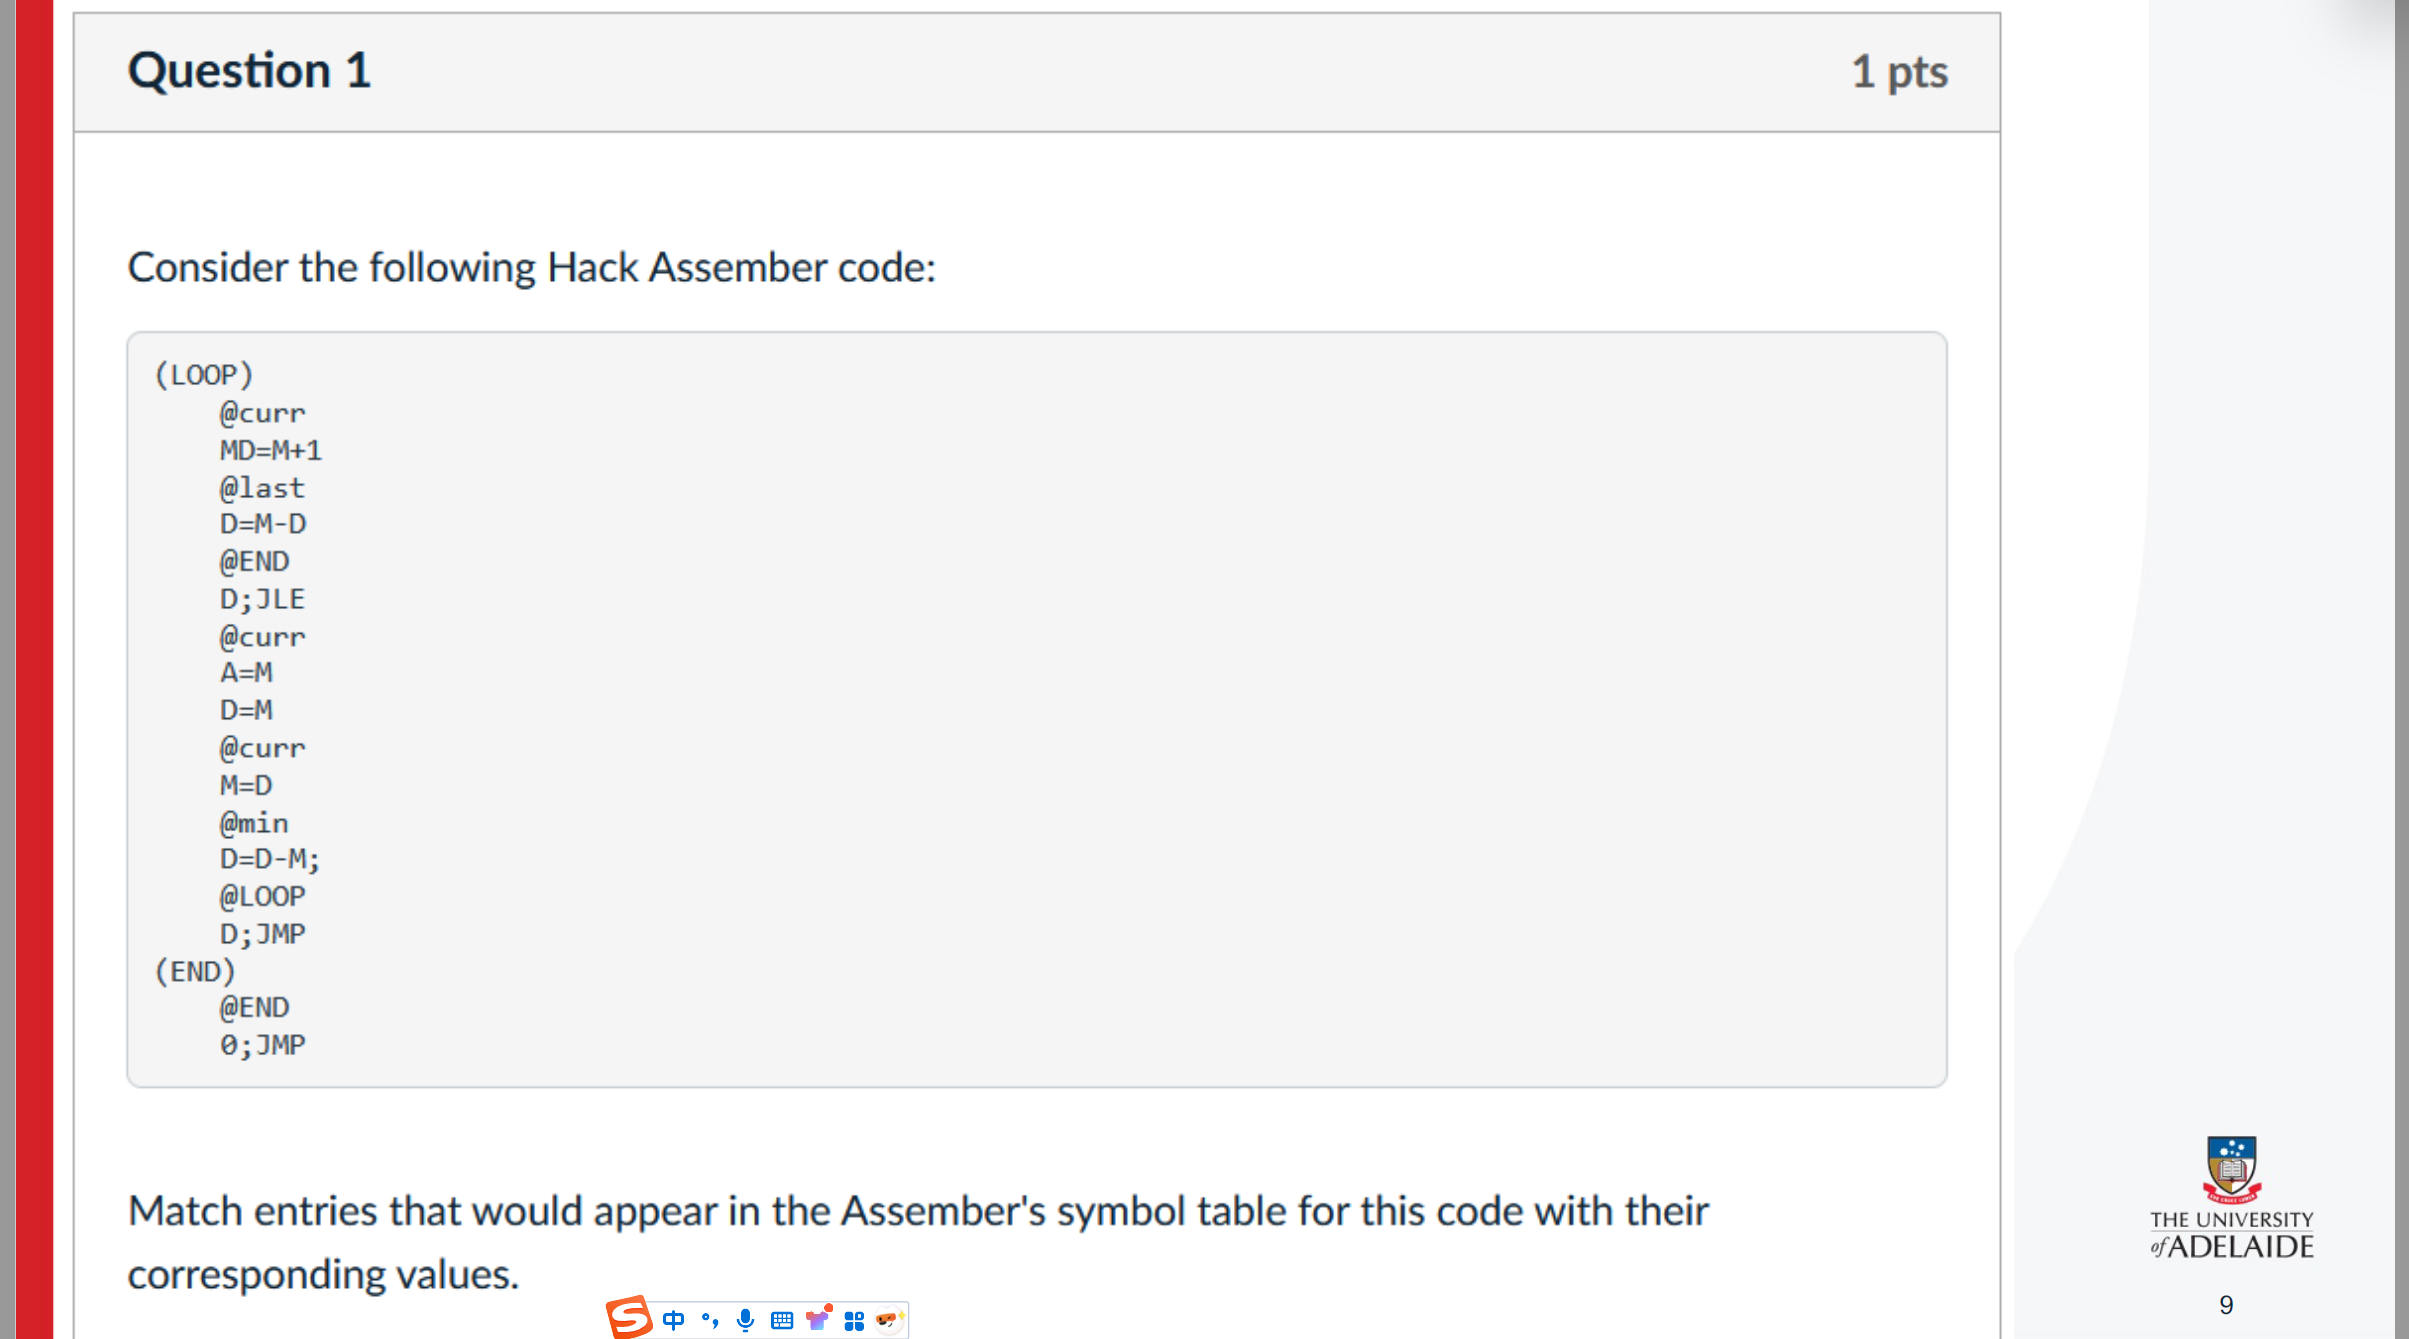 Question 1
1 pts
Consider the following Hack Assember code:
(LOOP)
@curr
MD=M+1
@last
D=M-D
@END
D;JLE
@curr
A=M
D=M
@curr
M=D
@min
D=D-M;
@LOOP
D;JMP
(END)
@END
0;JMP
Match entries that would appear in the Assember's symbol table for this code with their
corresponding values.
中
THE UNIVERSITY
of ADELAIDE
9